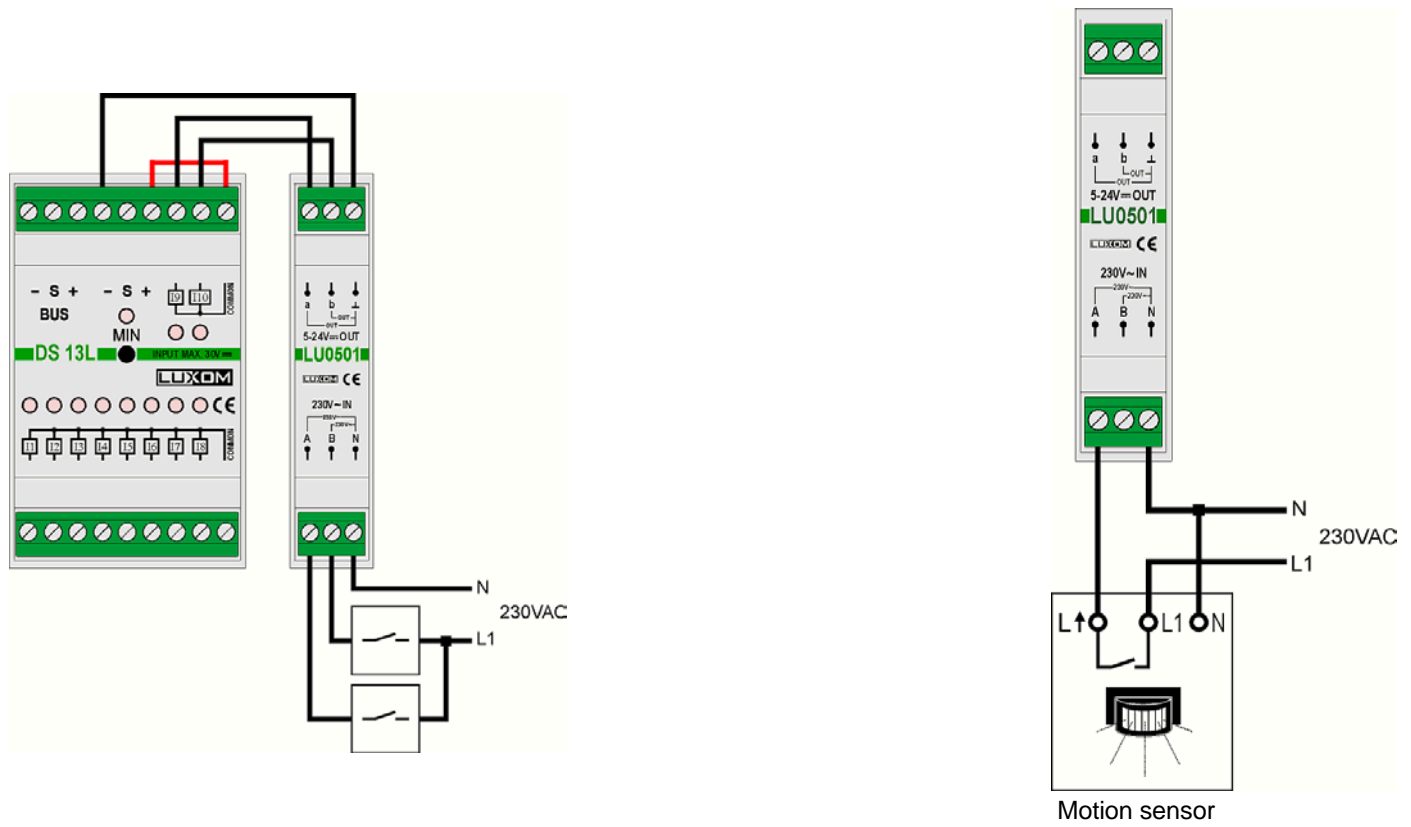 - S + - S + I9 I10 COMMON
BUS
MIN
DS 13L INPUT MAX. 30V⎓
LUXOM
CE
I1 I2 I3 I4 I5 I6 I7 I8 COMMON
a b ⊥
OUT
OUT
5-24V⎓OUT
LU0501
LUXOM CE
230V~IN
230V~
230V~
A B N
N
230VAC
L1
a b ⊥
OUT
OUT
5-24V⎓OUT
LU0501
LUXOM CE
230V~IN
230V~
230V~
A B N
N
230VAC
L1
L↑ L1 N
Motion sensor